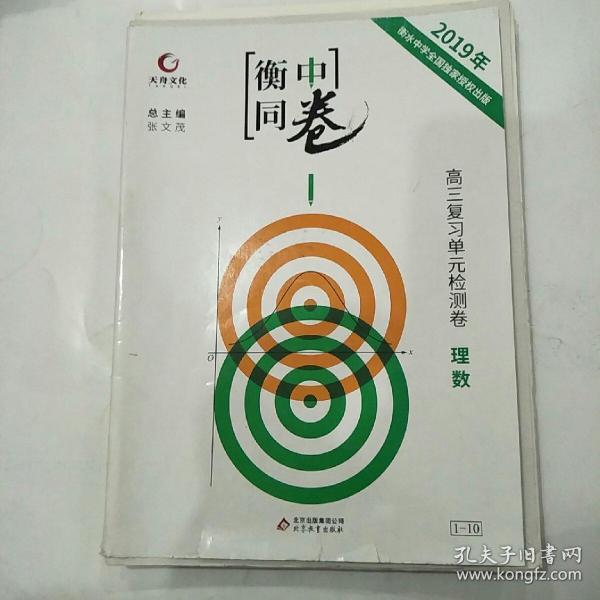 天舟文化
TANGEL
总主编
张文茂
衡中
同卷
2019年
衡水中学全国独家授权出版
高三复习单元检测卷
理数
y
O
x
北京出版集团公司
北京教育出版社
1-10
孔夫子旧书网
www.kongfz.com